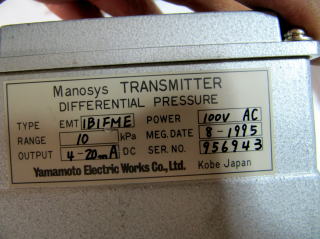 Manosys TRANSMITTER
DIFFERENTIAL PRESSURE
TYPE EMT 1B1FME POWER 100V AC
RANGE 10 kPa MEG.DATE 8-1995
OUTPUT 4-20mA DC SER.NO. 956943
Yamamoto Electric Works Co., Ltd. Kobe Japan